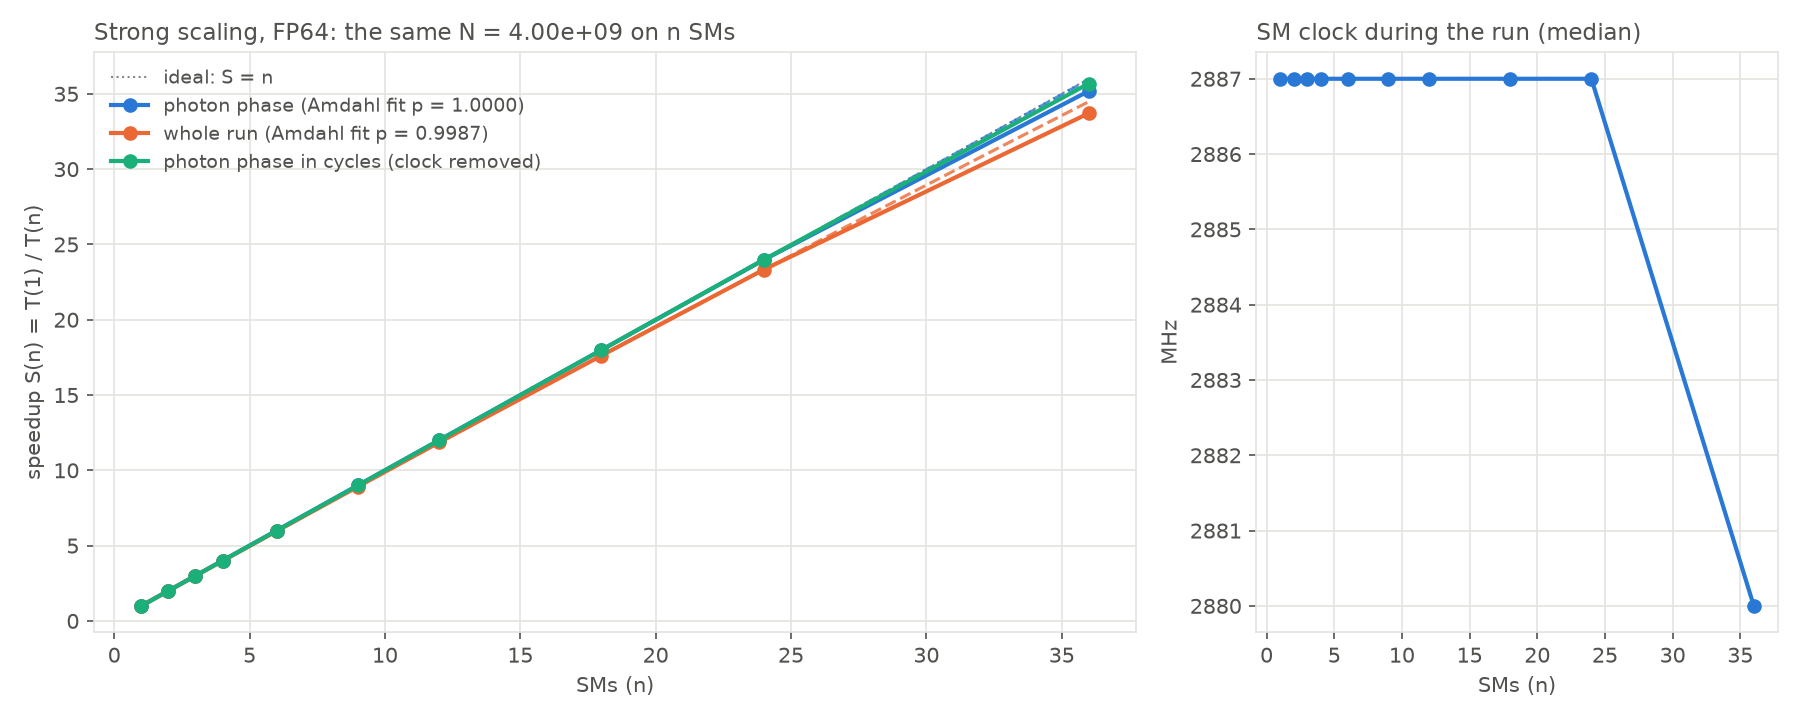 Strong scaling, FP64: the same N = 4.00e+09 on n SMs
ideal: S = n
photon phase (Amdahl fit p = 1.0000)
whole run (Amdahl fit p = 0.9987)
photon phase in cycles (clock removed)
speedup S(n) = T(1) / T(n)
35
30
25
20
15
10
5
0
0 5 10 15 20 25 30 35
SMs (n)
SM clock during the run (median)
MHz
2887
2886
2885
2884
2883
2882
2881
2880
0 5 10 15 20 25 30 35
SMs (n)